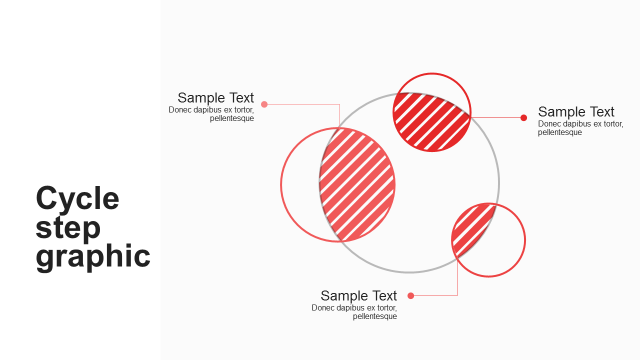 Cycle
step
graphic
Sample Text
Donec dapibus ex tortor,
pellentesque
Sample Text
Donec dapibus ex tortor,
pellentesque
Sample Text
Donec dapibus ex tortor,
pellentesque